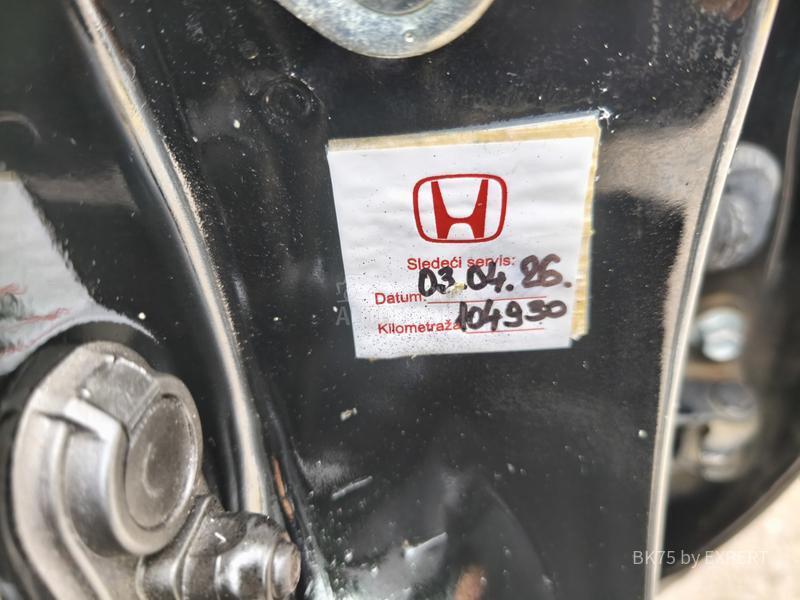 Sledeći servis:
Datum: 03.04.26.
Kilometraža 104930
BK75 by EXPERT